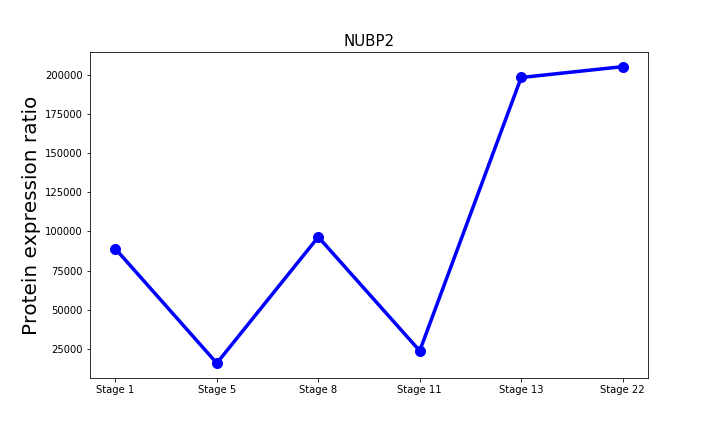 NUBP2
Protein expression ratio
200000
175000
150000
125000
100000
75000
50000
25000
Stage 1 Stage 5 Stage 8 Stage 11 Stage 13 Stage 22